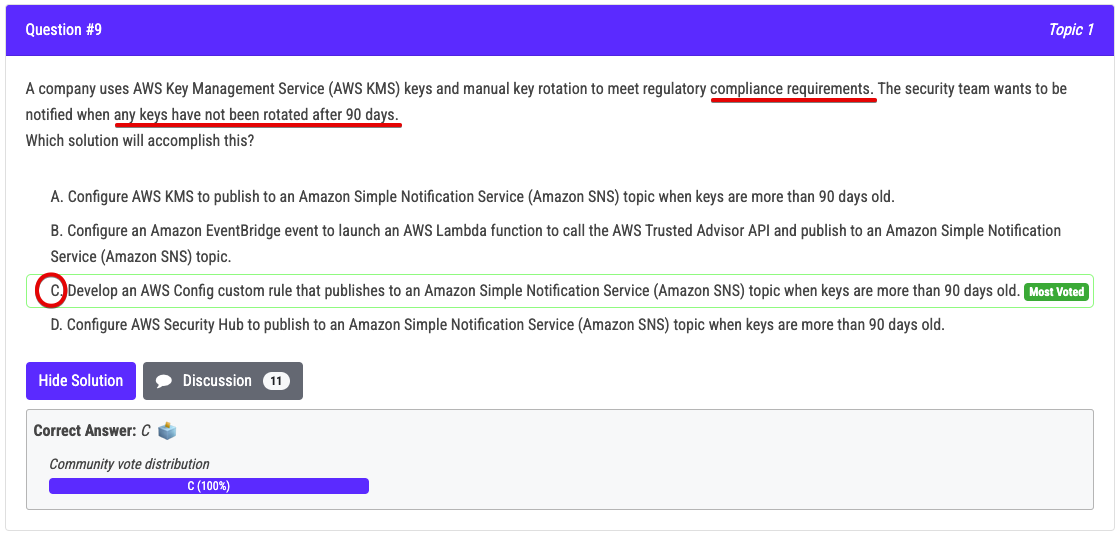 Question #9
Topic 1
A company uses AWS Key Management Service (AWS KMS) keys and manual key rotation to meet regulatory compliance requirements. The security team wants to be
notified when any keys have not been rotated after 90 days.
Which solution will accomplish this?
A. Configure AWS KMS to publish to an Amazon Simple Notification Service (Amazon SNS) topic when keys are more than 90 days old.
B. Configure an Amazon EventBridge event to launch an AWS Lambda function to call the AWS Trusted Advisor API and publish to an Amazon Simple Notification
Service (Amazon SNS) topic.
C. Develop an AWS Config custom rule that publishes to an Amazon Simple Notification Service (Amazon SNS) topic when keys are more than 90 days old. Most Voted
D. Configure AWS Security Hub to publish to an Amazon Simple Notification Service (Amazon SNS) topic when keys are more than 90 days old.
Hide Solution
Discussion 11
Correct Answer: C
Community vote distribution
C (100%)